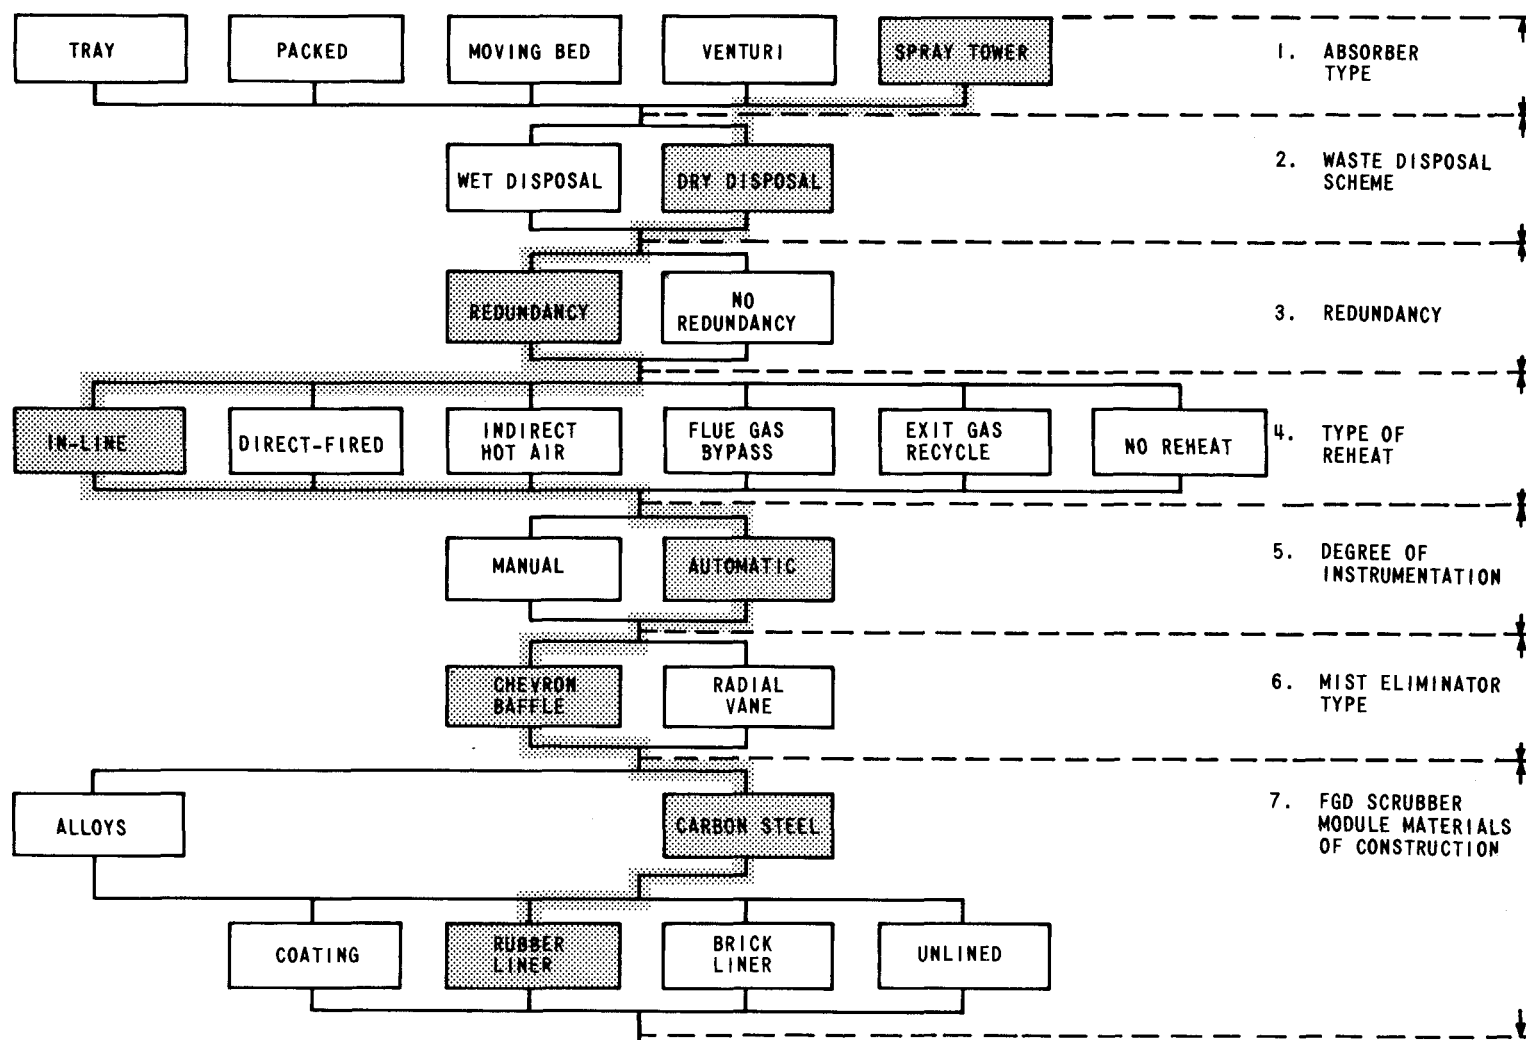 TRAY
PACKED
MOVING BED
VENTURI
SPRAY TOWER
1. ABSORBER
TYPE
WET DISPOSAL
DRY DISPOSAL
2. WASTE DISPOSAL
SCHEME
REDUNDANCY
NO
REDUNDANCY
3. REDUNDANCY
IN-LINE
DIRECT-FIRED
INDIRECT
HOT AIR
FLUE GAS
BYPASS
EXIT GAS
RECYCLE
NO REHEAT
4. TYPE OF
REHEAT
MANUAL
AUTOMATIC
5. DEGREE OF
INSTRUMENTATION
CHEVRON
BAFFLE
RADIAL
VANE
6. MIST ELIMINATOR
TYPE
ALLOYS
CARBON STEEL
7. FGD SCRUBBER
MODULE MATERIALS
OF CONSTRUCTION
COATING
RUBBER
LINER
BRICK
LINER
UNLINED